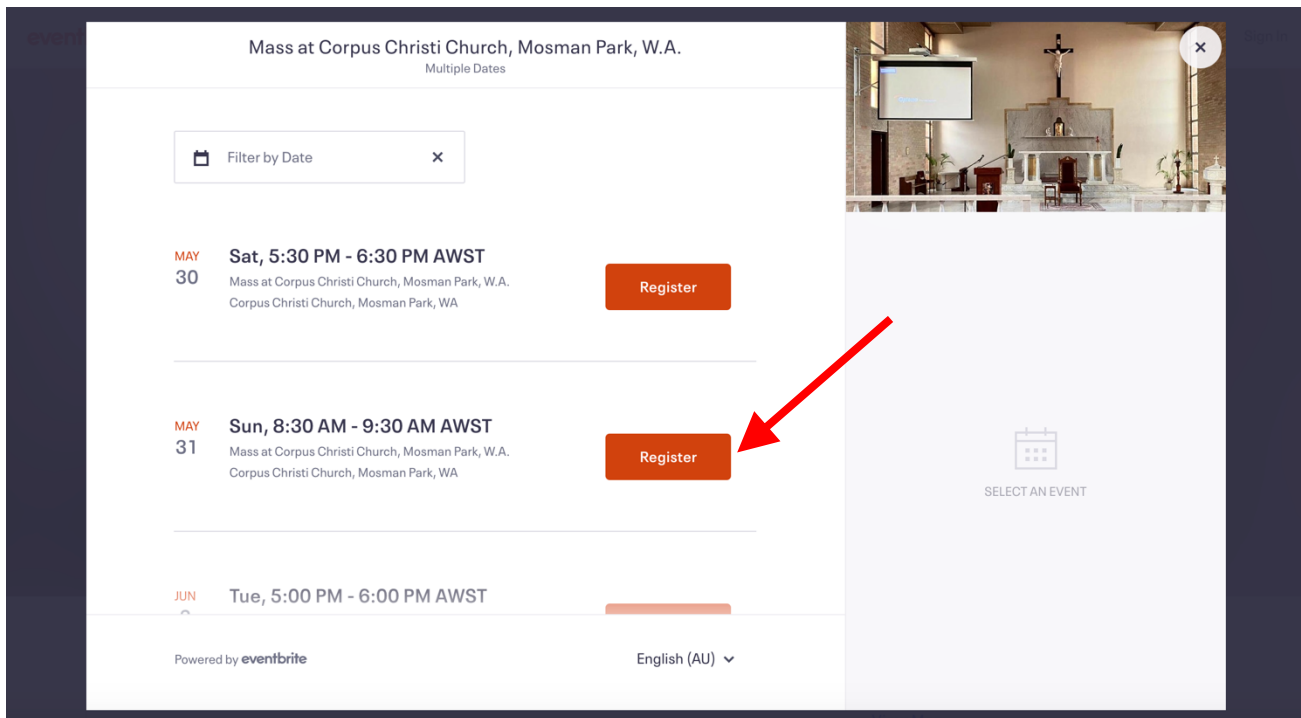 Mass at Corpus Christi Church, Mosman Park, W.A.
Multiple Dates
Filter by Date
MAY
30
Sat, 5:30 PM - 6:30 PM AWST
Mass at Corpus Christi Church, Mosman Park, W.A.
Corpus Christi Church, Mosman Park, WA
Register
MAY
31
Sun, 8:30 AM - 9:30 AM AWST
Mass at Corpus Christi Church, Mosman Park, W.A.
Corpus Christi Church, Mosman Park, WA
Register
SELECT AN EVENT
JUN
Tue, 5:00 PM - 6:00 PM AWST
Powered by eventbrite
English (AU)